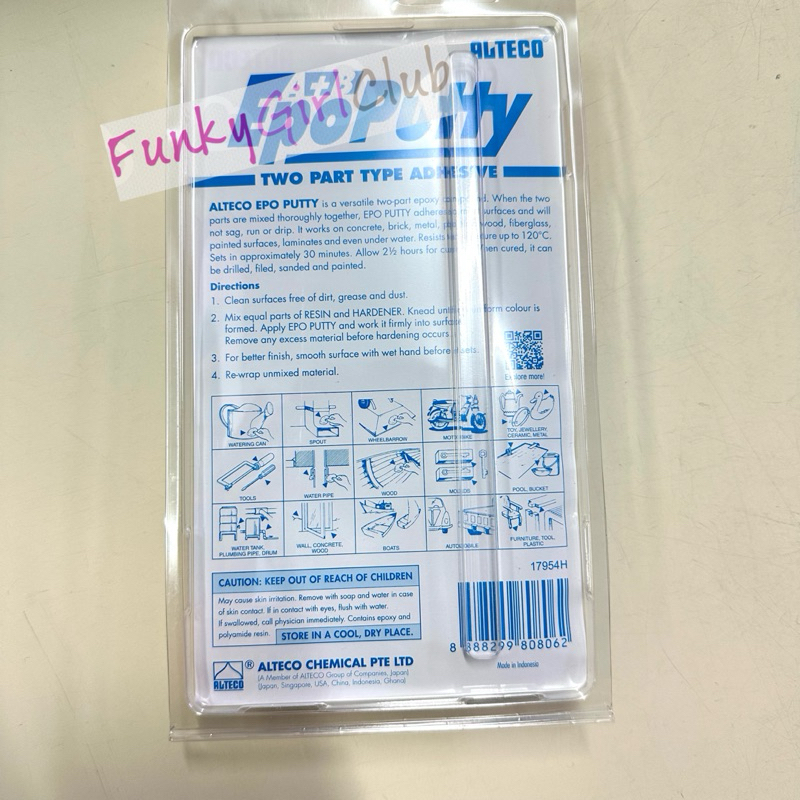 ALTECO
A+B
EpoPutty
FunkyGirlClub
TWO PART TYPE ADHESIVE
ALTECO EPO PUTTY is a versatile two-part epoxy compound. When the two
parts are mixed thoroughly together, EPO PUTTY adheres surfaces and will
not sag, run or drip. It works on concrete, brick, metal, wood, fiberglass,
painted surfaces, laminates and even under water. Resists temperature up to 120°C.
Sets in approximately 30 minutes. Allow 2½ hours for When cured, it can
be drilled, filed, sanded and painted.
Directions
1. Clean surfaces free of dirt, grease and dust.
2. Mix equal parts of RESIN and HARDENER. Knead until uniform colour is
formed. Apply EPO PUTTY and work it firmly into surface.
Remove any excess material before hardening occurs.
3. For better finish, smooth surface with wet hand before it sets.
4. Re-wrap unmixed material.
Explore more!
WATERING CAN
SPOUT
WHEELBARROW
MOTORBIKE
TOY, JEWELLERY,
CERAMIC, METAL
TOOLS
WATER PIPE
WOOD
MOULDS
POOL, BUCKET
WATER TANK,
PLUMBING PIPE, DRUM
WALL, CONCRETE,
WOOD
BOATS
AUTOMOBILE
FURNITURE, TOOL,
PLASTIC
17954H
CAUTION: KEEP OUT OF REACH OF CHILDREN
May cause skin irritation. Remove with soap and water in case
of skin contact. If in contact with eyes, flush with water.
If swallowed, call physician immediately. Contains epoxy and
polyamide resin. STORE IN A COOL, DRY PLACE.
8 888299 808062
Made in Indonesia
ALTECO
® ALTECO CHEMICAL PTE LTD
(A Member of ALTECO Group of Companies, Japan)
(Japan, Singapore, USA, China, Indonesia, Ghana)